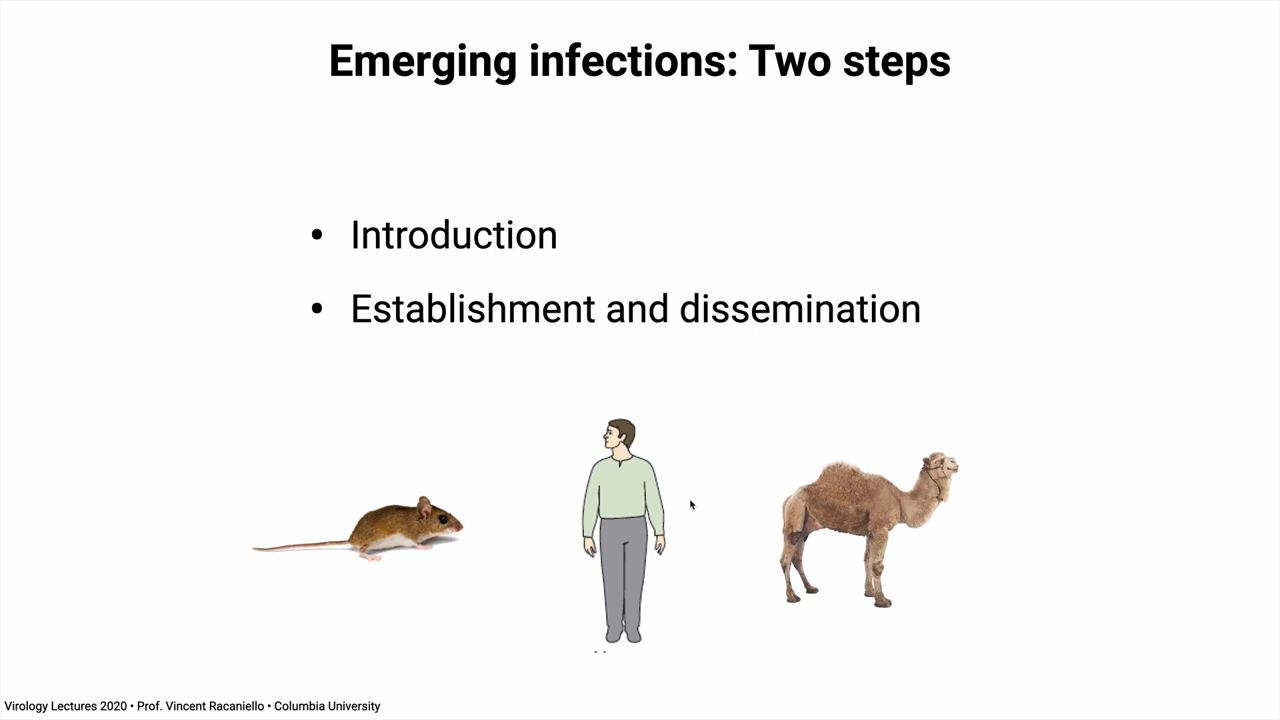 Emerging infections: Two steps
• Introduction
• Establishment and dissemination
Virology Lectures 2020 • Prof. Vincent Racaniello • Columbia University